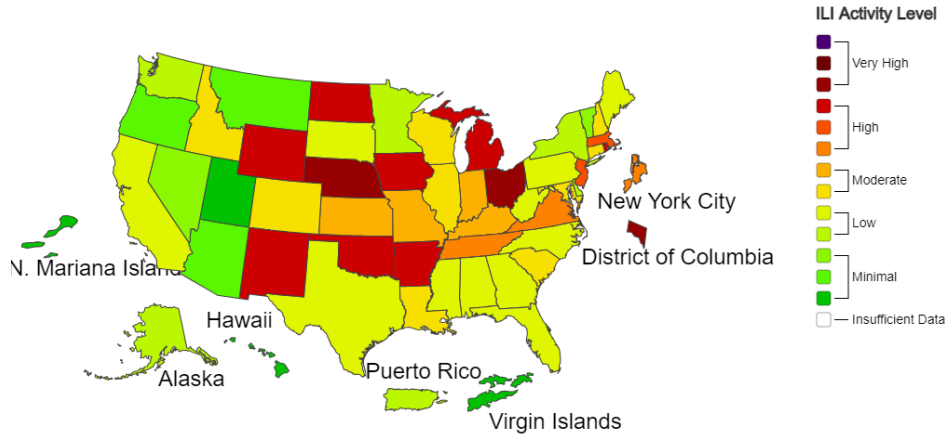 ILI Activity Level
Very High
High
Moderate
Low
Minimal
Insufficient Data
New York City
District of Columbia
N. Mariana Island
Hawaii
Alaska
Puerto Rico
Virgin Islands